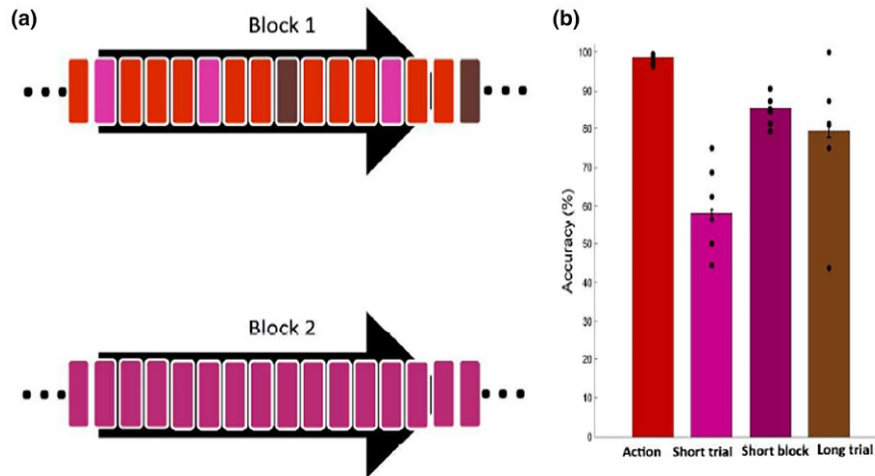 (a)
Block 1
Block 2
(b)
Accuracy (%)
100
90
80
70
60
50
40
30
20
10
0
Action Short trial Short block Long trial